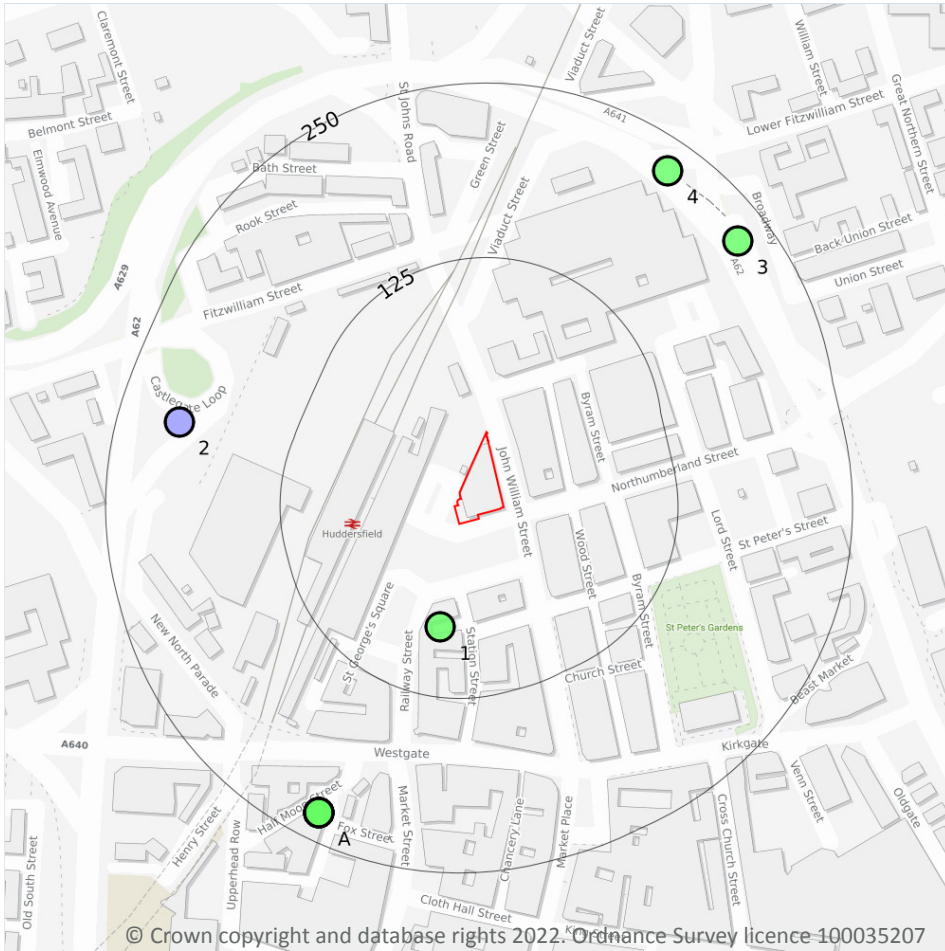 Claremont Street
Belmont Street
Elmwood Avenue
St Johns Road
Viaduct Street
A641
William Street
Great Northern Street
Lower Fitzwilliam Street
250
Bath Street
Green Street
Viaduct Street
Rook Street
4
Broadway
Back Union Street
3
A62
Union Street
A629
125
Fitzwilliam Street
A62
Castlegate Loop
2
Byram Street
John William Street
Northumberland Street
Huddersfield
Lord Street
St Peter's Street
Wood Street
Byram Street
St George's Square
St Peter's Gardens
New North Parade
1
Railway Street
Station Street
Church Street
Beast Market
A640
Westgate
Kirkgate
Venn Street
Oldgate
Half Moon Street
A
Fox Street
Market Street
Henry Street
Upperhead Row
Old South Street
Chancery Lane
Market Place
Cross Church Street
Cloth Hall Street
King Street
© Crown copyright and database rights 2022. Ordnance Survey licence 100035207